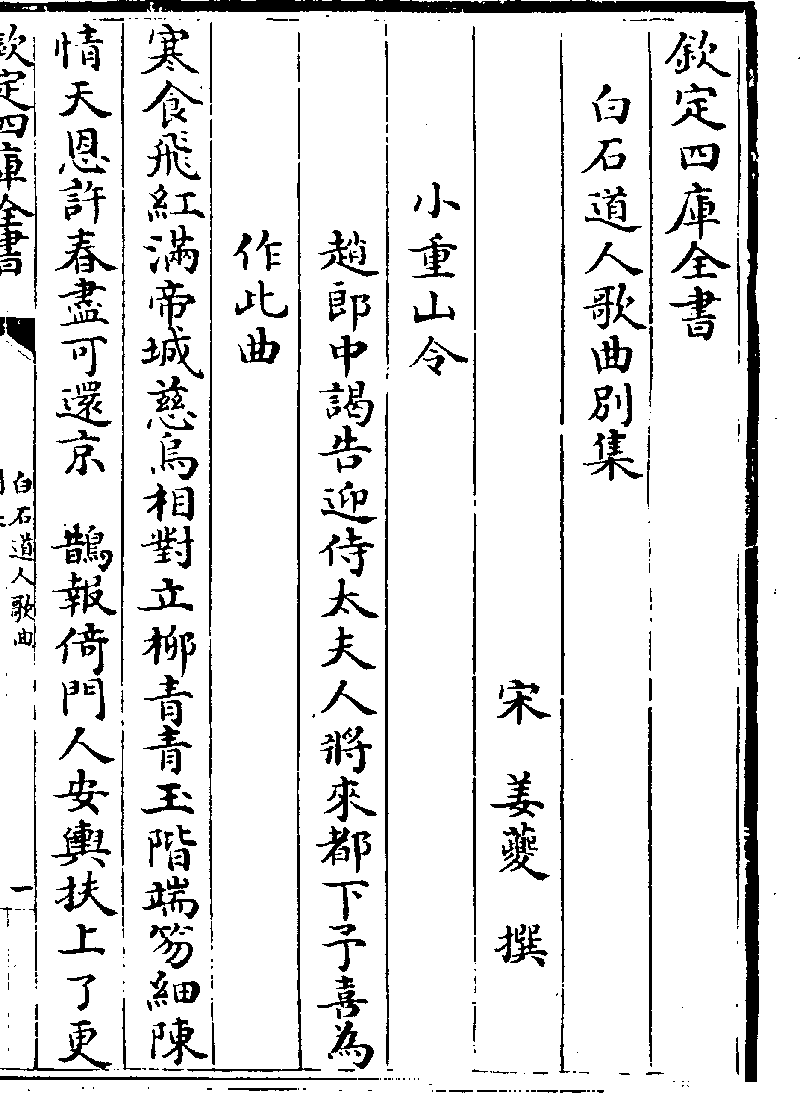 欽定四庫全書
白石道人歌曲別集
宋 姜夔 撰
小重山令
趙郎中謁告迎侍太夫人將來都下予喜為
作此曲
寒食飛紅滿帝城慈烏相對立柳青青玉階端笏細陳
情天恩許春盡可還京 鵲報倚門人安輿扶上了更
欽定四庫全書
白石道人歌曲
一